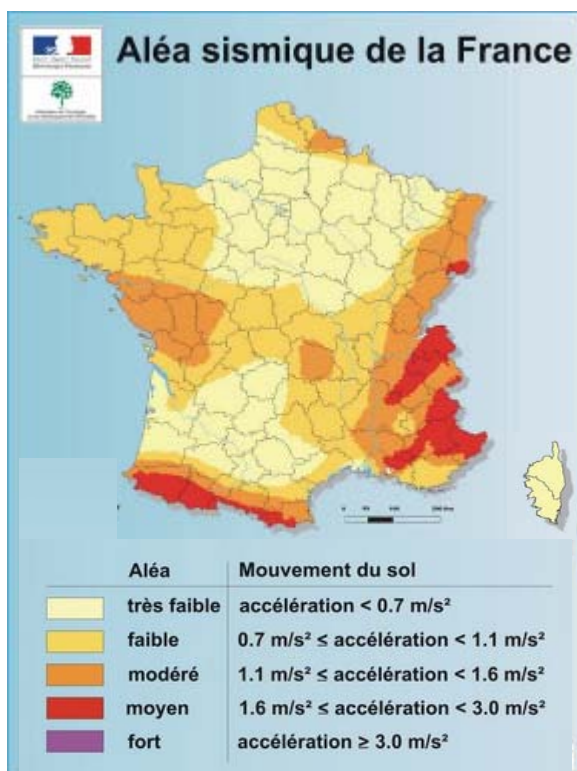 Aléa sismique de la France
Aléa Mouvement du sol
très faible accélération < 0.7 m/s²
faible 0.7 m/s² ≤ accélération < 1.1 m/s²
modéré 1.1 m/s² ≤ accélération < 1.6 m/s²
moyen 1.6 m/s² ≤ accélération < 3.0 m/s²
fort accélération ≥ 3.0 m/s²